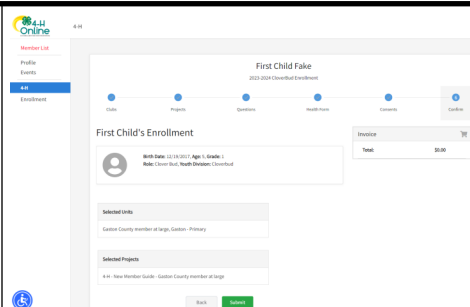 4-H
Online
4-H
Member List
Profile
Events
4-H
Enrollment
First Child Fake
2023-2024 CloverBud Enrollment
Clubs
Projects
Questions
Health Form
Consents
6
Confirm
First Child's Enrollment
Birth Date: 12/19/2017, Age: 5, Grade: 1
Role: Clover Bud, Youth Division: Cloverbud
Invoice
Total: $0.00
Selected Units
Gaston County member at large, Gaston - Primary
Selected Projects
4-H - New Member Guide - Gaston County member at large
Back
Submit